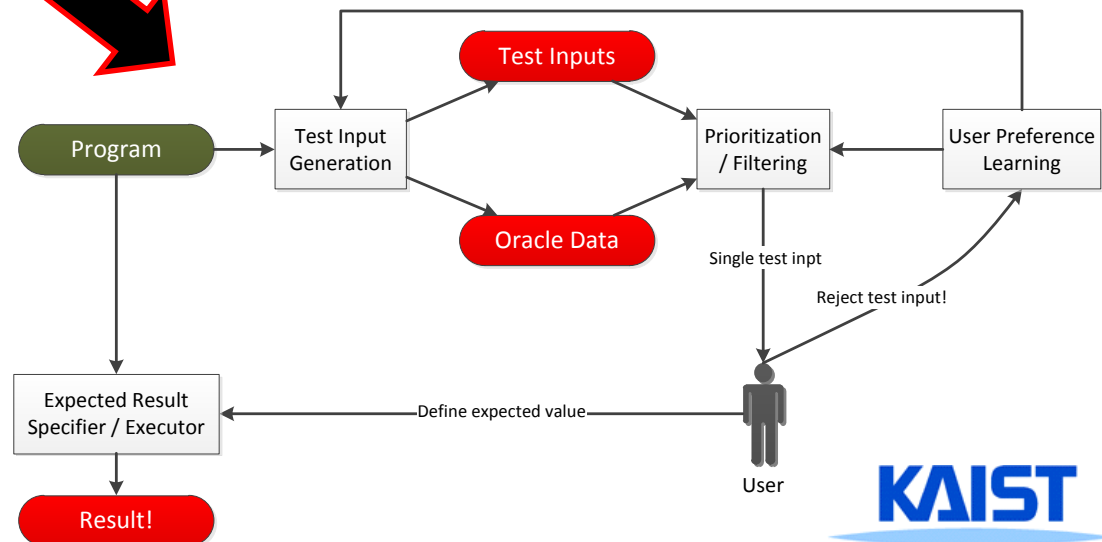 Test Inputs
Program
Test Input
Generation
Prioritization
/ Filtering
User Preference
Learning
Oracle Data
Single test inpt
Reject test input!
Expected Result
Specifier / Executor
Define expected value
User
Result!
KAIST